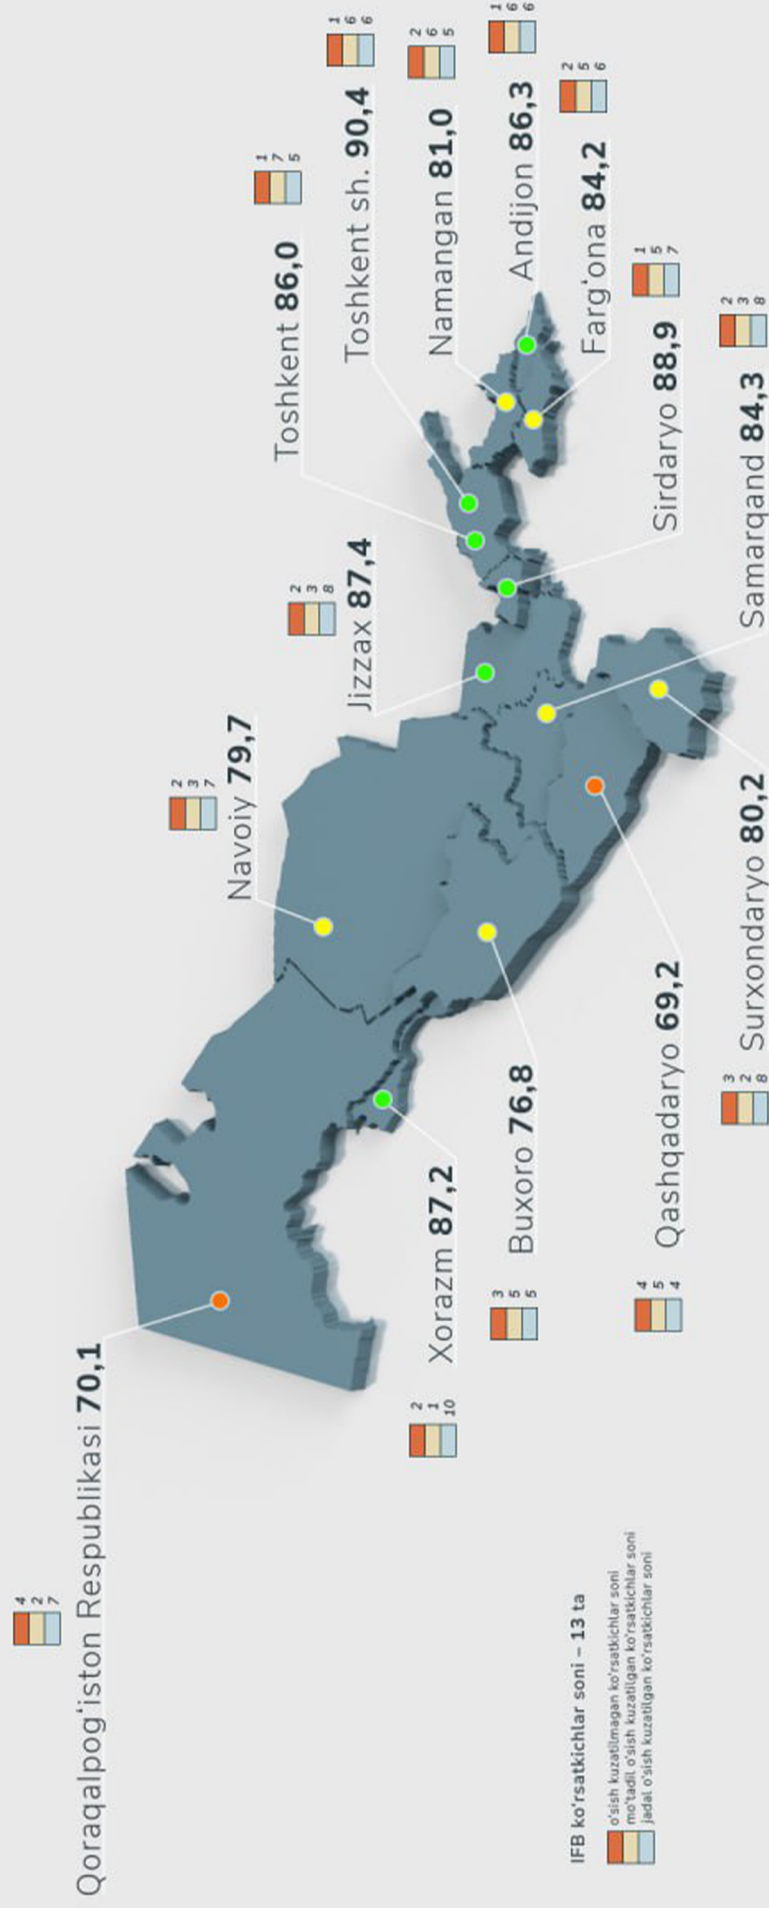 4
2
7
Qoraqalpog‘iston Respublikasi 70,1
2
3
7
Navoiy 79,7
2
3
8
Jizzax 87,4
1
7
5
Toshkent 86,0
1
6
6
Toshkent sh. 90,4
2
6
5
Namangan 81,0
1
6
6
Andijon 86,3
2
5
6
Farg‘ona 84,2
1
5
7
Sirdaryo 88,9
2
3
8
Samarqand 84,3
3
2
8
Surxondaryo 80,2
4
5
4
Qashqadaryo 69,2
3
5
5
Buxoro 76,8
2
1
10
Xorazm 87,2
IFB ko‘rsatkichlar soni – 13 ta
o‘sish kuzatilmagan ko‘rsatkichlar soni
mo‘tadil o‘sish kuzatilgan ko‘rsatkichlar soni
jadal o‘sish kuzatilgan ko‘rsatkichlar soni